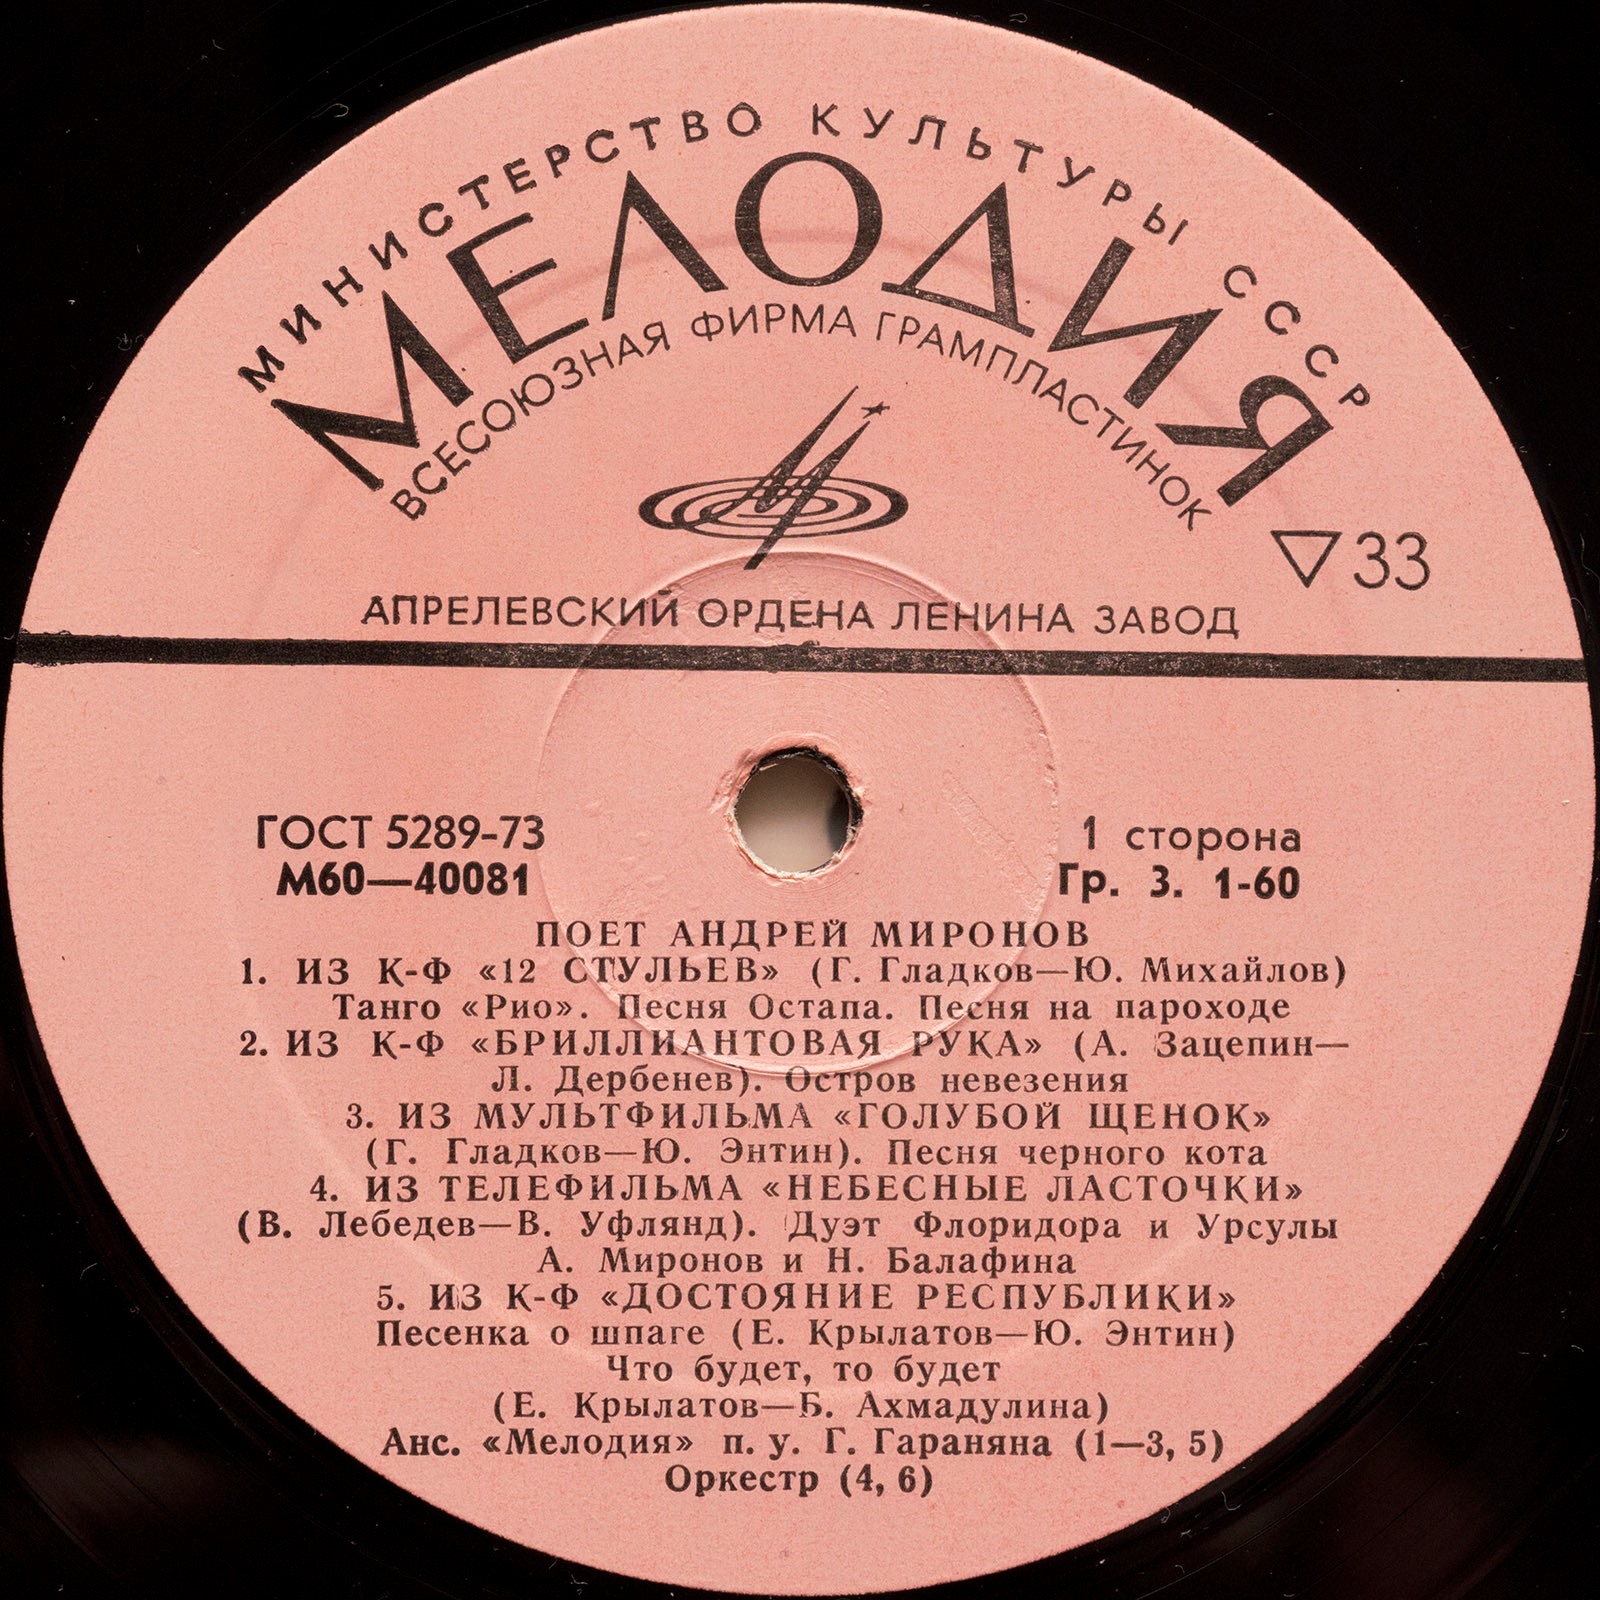 МИНИСТЕРСТВО КУЛЬТУРЫ СССР
МЕЛОДИЯ
ВСЕСОЮЗНАЯ ФИРМА ГРАМПЛАСТИНОК
▽33
АПРЕЛЕВСКИЙ ОРДЕНА ЛЕНИНА ЗАВОД
ГОСТ 5289-73
М60—40081
1 сторона
Гр. 3. 1-60
ПОЕТ АНДРЕЙ МИРОНОВ
1. ИЗ К-Ф «12 СТУЛЬЕВ» (Г. Гладков—Ю. Михайлов)
Танго «Рио». Песня Остапа. Песня на пароходе
2. ИЗ К-Ф «БРИЛЛИАНТОВАЯ РУКА» (А. Зацепин—
Л. Дербенев). Остров невезения
3. ИЗ МУЛЬТФИЛЬМА «ГОЛУБОЙ ЩЕНОК»
(Г. Гладков—Ю. Энтин). Песня черного кота
4. ИЗ ТЕЛЕФИЛЬМА «НЕБЕСНЫЕ ЛАСТОЧКИ»
(В. Лебедев—В. Уфлянд). Дуэт Флоридора и Урсулы
А. Миронов и Н. Балафина
5. ИЗ К-Ф «ДОСТОЯНИЕ РЕСПУБЛИКИ»
Песенка о шпаге (Е. Крылатов—Ю. Энтин)
Что будет, то будет
(Е. Крылатов—Б. Ахмадулина)
Анс. «Мелодия» п. у. Г. Гараняна (1—3, 5)
Оркестр (4, 6)